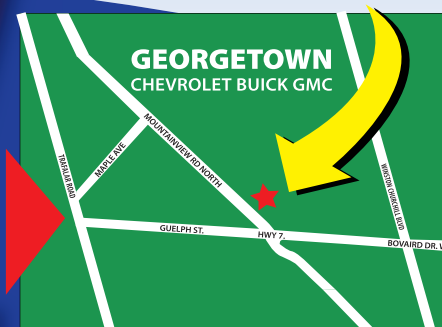 GEORGETOWN
CHEVROLET BUICK GMC
MOUNTAINVIEW RD NORTH
MAPLE AVE
TRAFALAR ROAD
WINSTON CHURCHILL BLVD
GUELPH ST.
HWY 7.
BOVAIRD DR. W